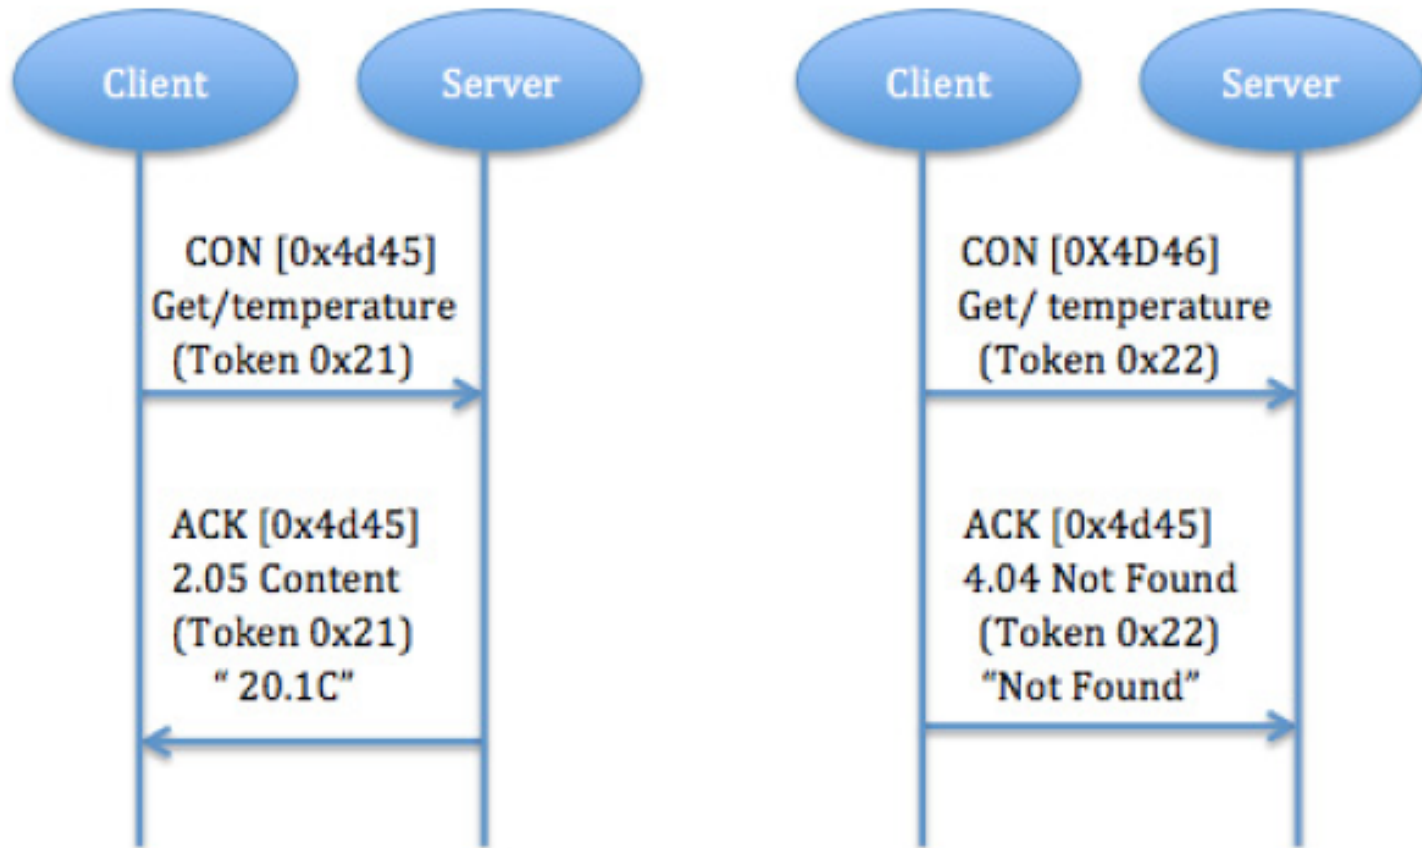 Client
Server
CON [0x4d45]
Get/temperature
(Token 0x21)
ACK [0x4d45]
2.05 Content
(Token 0x21)
“ 20.1C”
Client
Server
CON [0X4D46]
Get/ temperature
(Token 0x22)
ACK [0x4d45]
4.04 Not Found
(Token 0x22)
“Not Found”